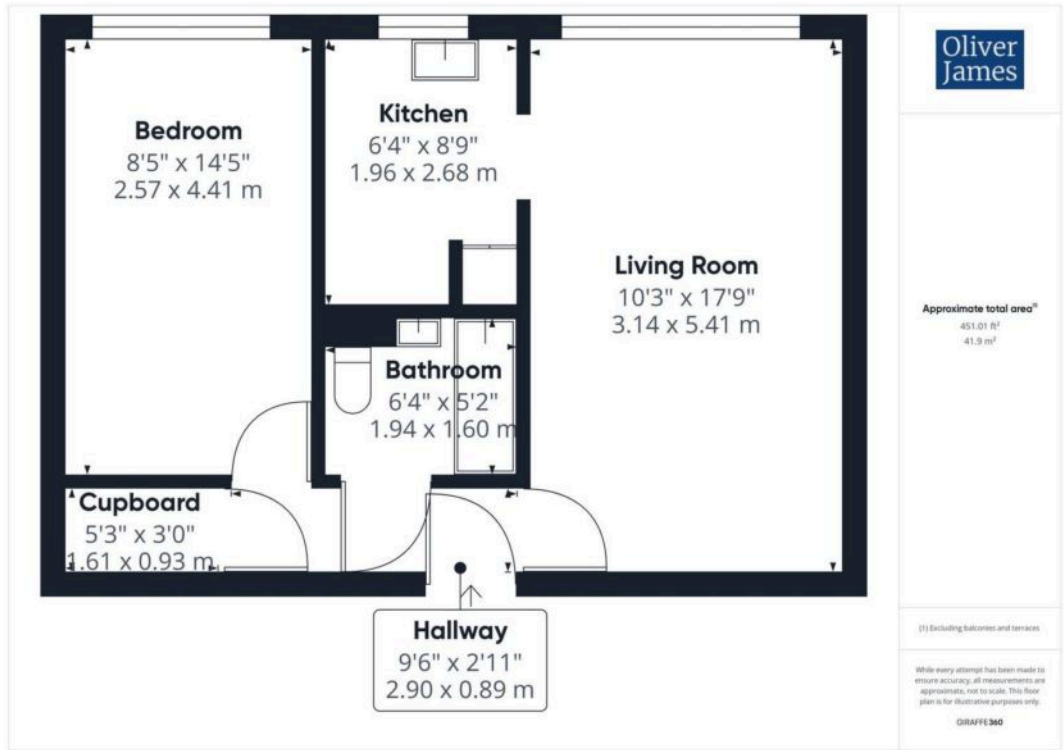 Bedroom
8'5" x 14'5"
2.57 x 4.41 m
Kitchen
6'4" x 8'9"
1.96 x 2.68 m
Living Room
10'3" x 17'9"
3.14 x 5.41 m
Bathroom
6'4" x 5'2"
1.94 x 1.60 m
Cupboard
5'3" x 3'0"
1.61 x 0.93 m
Hallway
9'6" x 2'11"
2.90 x 0.89 m
Oliver
James
Approximate total area⁽¹⁾
451.01 ft²
41.9 m²
(1) Excluding balconies and terraces
While every attempt has been made to
ensure accuracy, all measurements are
approximate, not to scale. This floor
plan is for illustrative purposes only.
GIRAFFE360